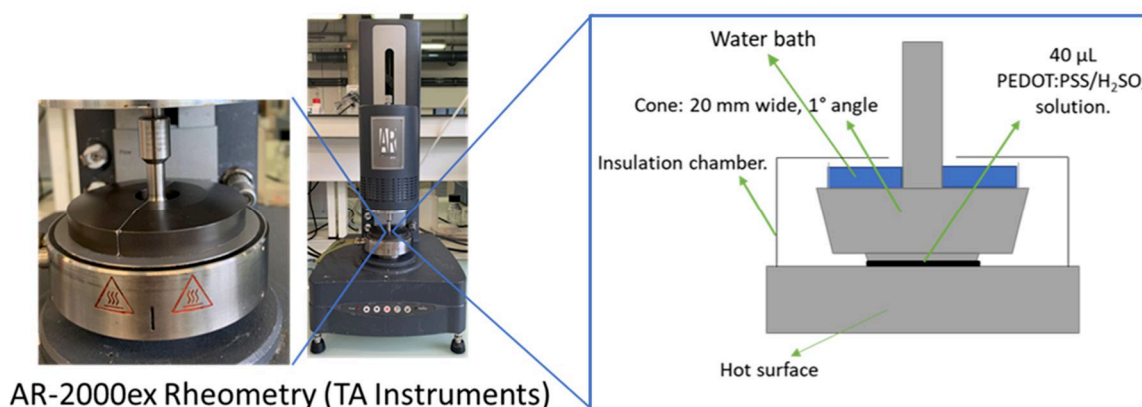 Water bath
Cone: 20 mm wide, 1° angle
Insulation chamber.
40 µL
PEDOT:PSS/H₂SO
solution.
Hot surface
AR
AR-2000ex Rheometry (TA Instruments)